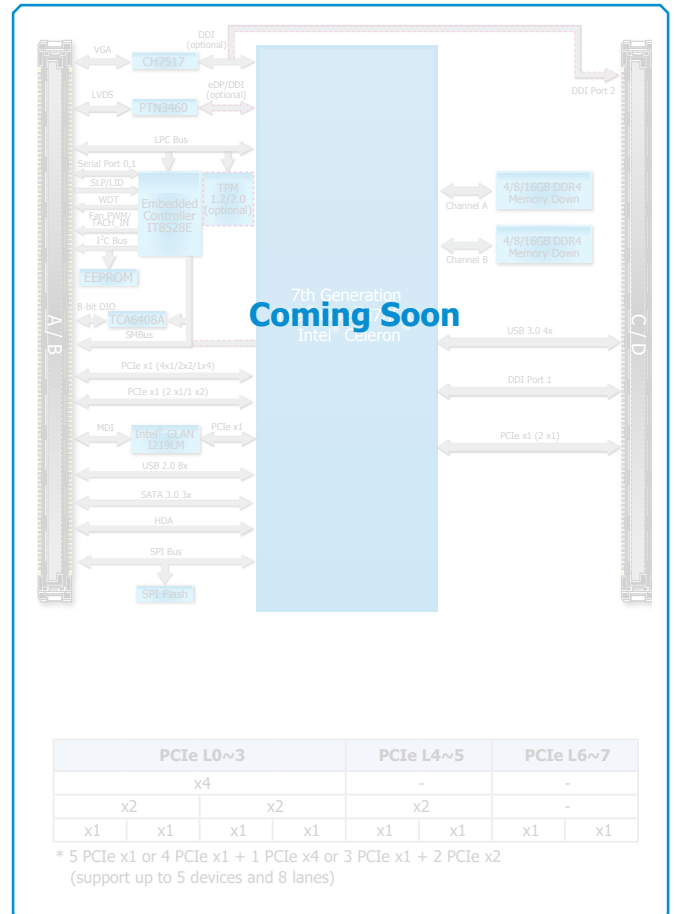 DDI
(optional)
VGA
CH7517
DDI Port 2
eDP/DDI
(optional)
LVDS
PTN3460
LPC Bus
Serial Port 0,1
SLP/LID
WDT
Fan PWM/
TACH_IN
I²C Bus
Embedded
Controller
IT8528E
TPM
1.2/2.0
(optional)
4/8/16GB DDR4
Memory Down
Channel A
4/8/16GB DDR4
Memory Down
Channel B
EEPROM
8-bit DIO
TCA6408A
SMBus
A / B
C / D
7th Generation
Intel® Celeron®
Coming Soon
USB 3.0 4x
PCIe x1 (4x1/2x2/1x4)
DDI Port 1
PCIe x1 (2 x1/1 x2)
MDI
Intel® GLAN
I219LM
PCIe x1
PCIe x1 (2 x1)
USB 2.0 8x
SATA 3.0 3x
HDA
SPI Bus
SPI Flash
PCIe L0~3 PCIe L4~5 PCIe L6~7
x4 - -
x2 x2 x2 -
x1 x1 x1 x1 x1 x1 x1 x1
* 5 PCIe x1 or 4 PCIe x1 + 1 PCIe x4 or 3 PCIe x1 + 2 PCIe x2
(support up to 5 devices and 8 lanes)